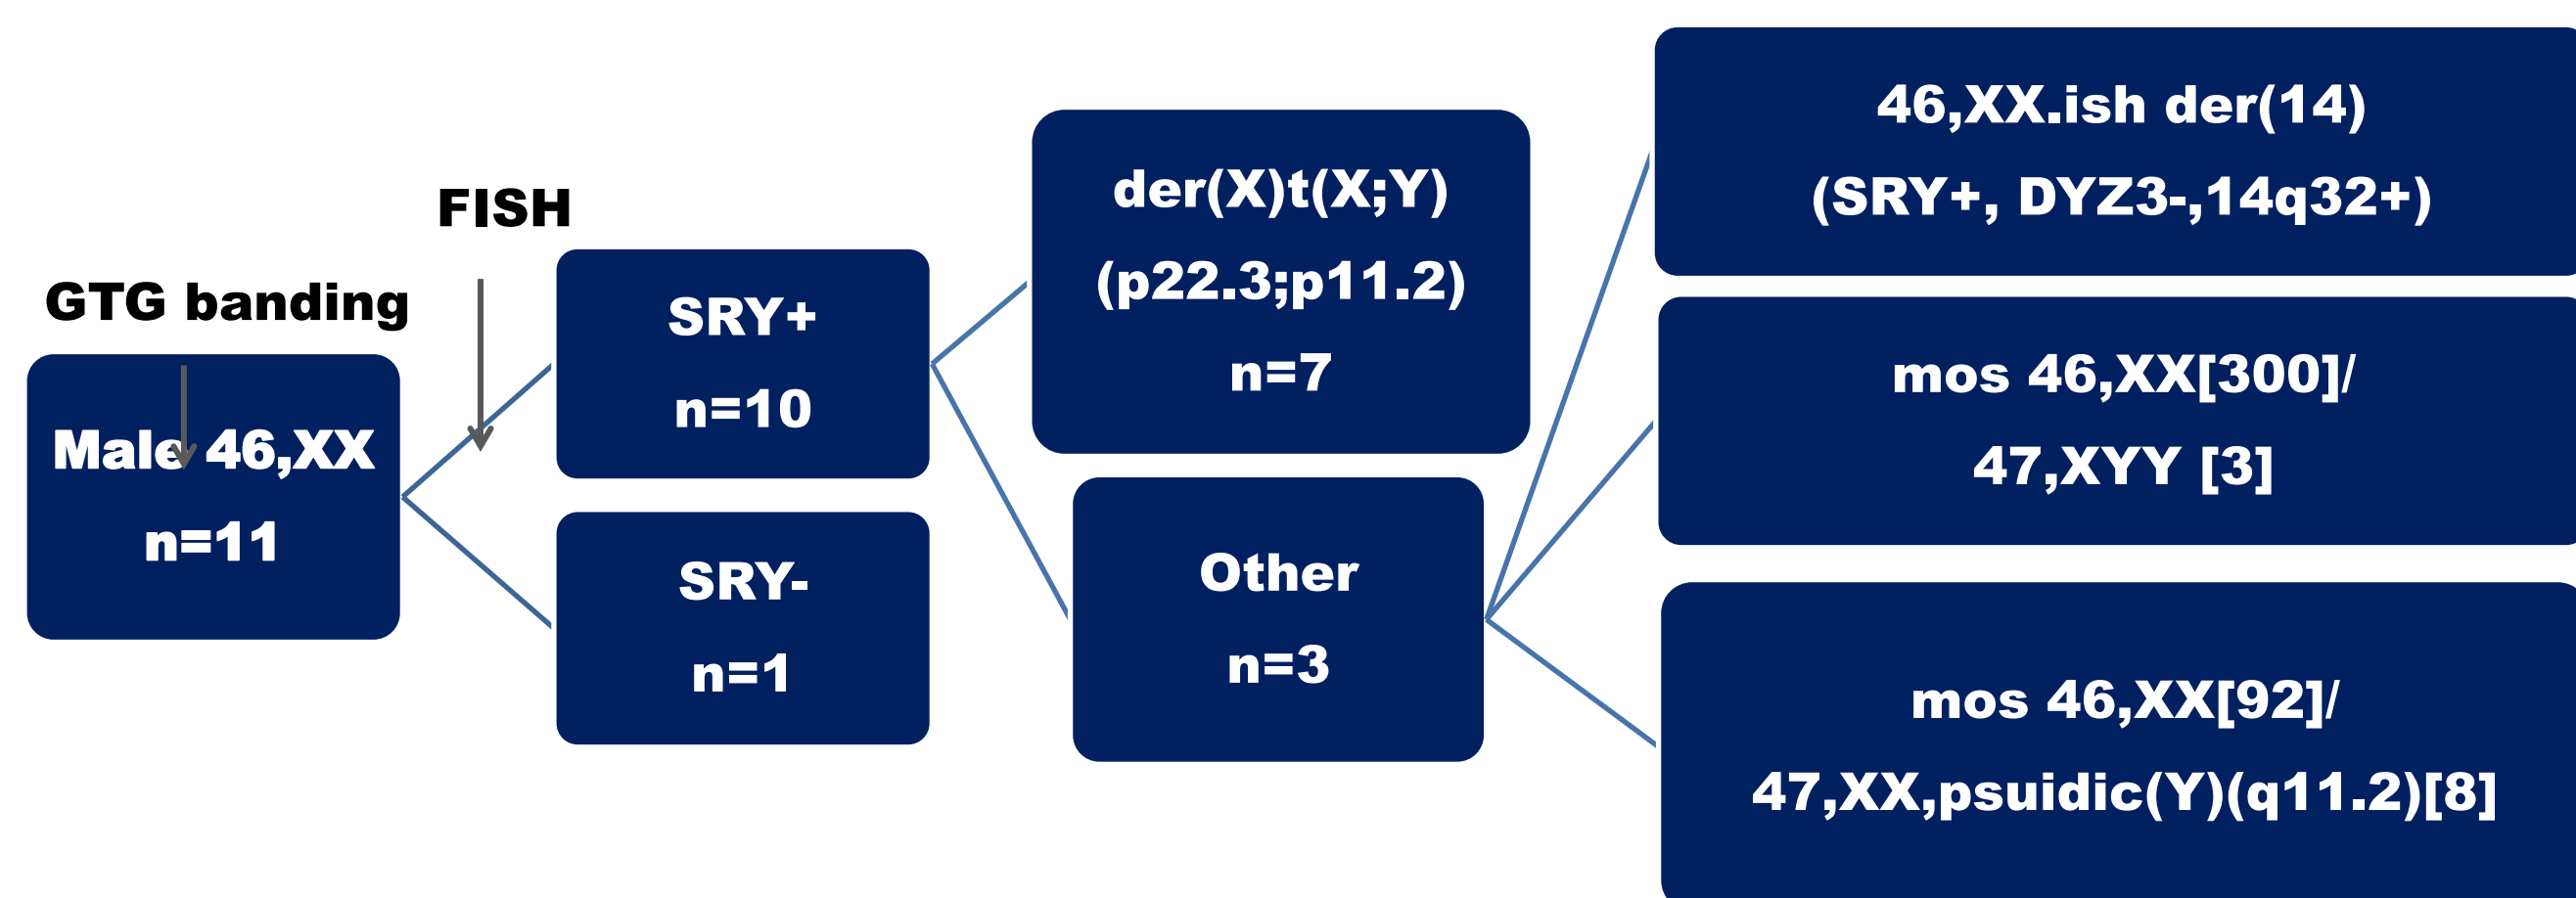 GTG banding
Male 46,XX
n=11
FISH
SRY+
n=10
SRY-
n=1
der(X)t(X;Y)
(p22.3;p11.2)
n=7
Other
n=3
46,XX.ish der(14)
(SRY+, DYZ3-,14q32+)
mos 46,XX[300]/
47,XYY [3]
mos 46,XX[92]/
47,XX,psuidic(Y)(q11.2)[8]